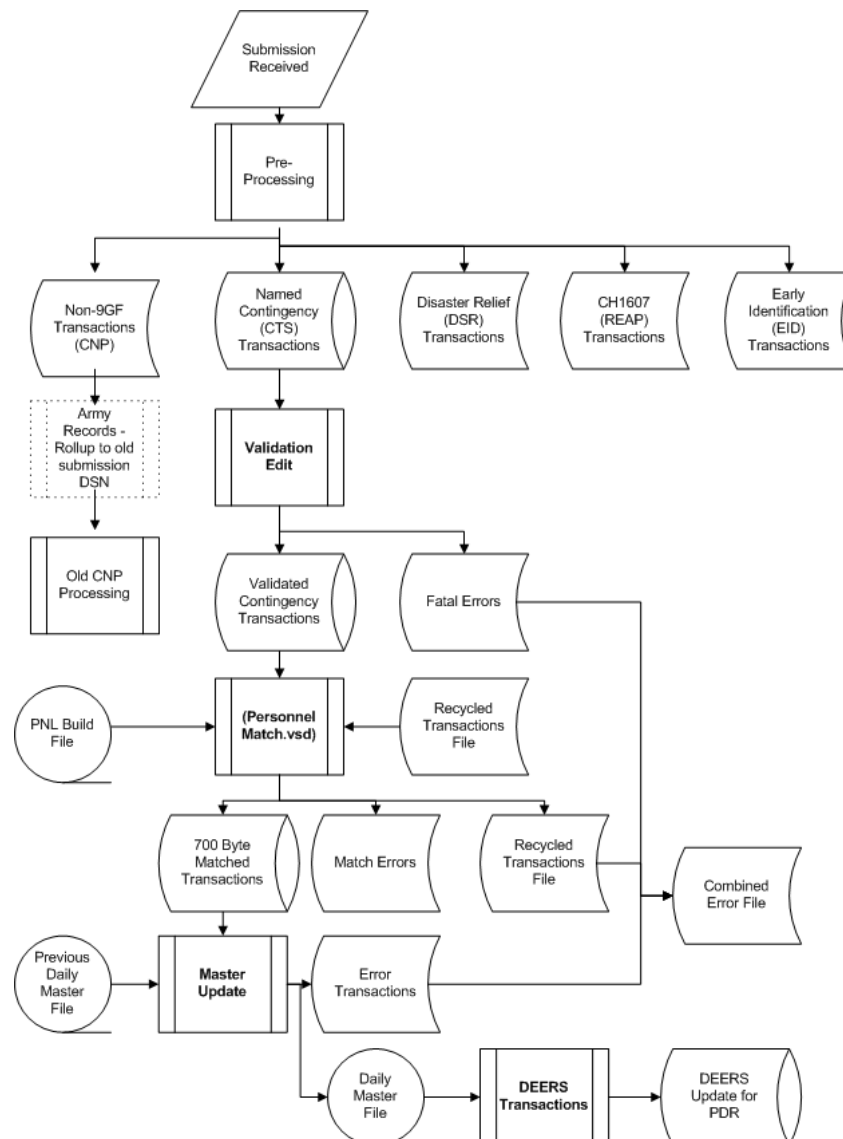 Submission
Received
Pre-
Processing
Non-9GF
Transactions
(CNP)
Named
Contingency
(CTS)
Transactions
Disaster Relief
(DSR)
Transactions
CH1607
(REAP)
Transactions
Early
Identification
(EID)
Transactions
Army
Records -
Rollup to old
submission
DSN
Validation
Edit
Old CNP
Processing
Validated
Contingency
Transactions
Fatal Errors
PNL Build
File
(Personnel
Match.vsd)
Recycled
Transactions
File
700 Byte
Matched
Transactions
Match Errors
Recycled
Transactions
File
Combined
Error File
Previous
Daily
Master
File
Master
Update
Error
Transactions
Daily
Master
File
DEERS
Transactions
DEERS
Update for
PDR